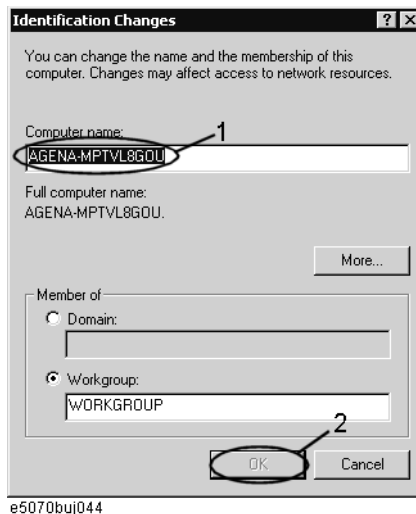 Identification Changes
You can change the name and the membership of this
computer. Changes may affect access to network resources.
Computer name:
1
AGENA-MPTVL8GOU
Full computer name:
AGENA-MPTVL8GOU.
More...
Member of
Domain:
Workgroup:
WORKGROUP
2
OK
Cancel
e5070buj044